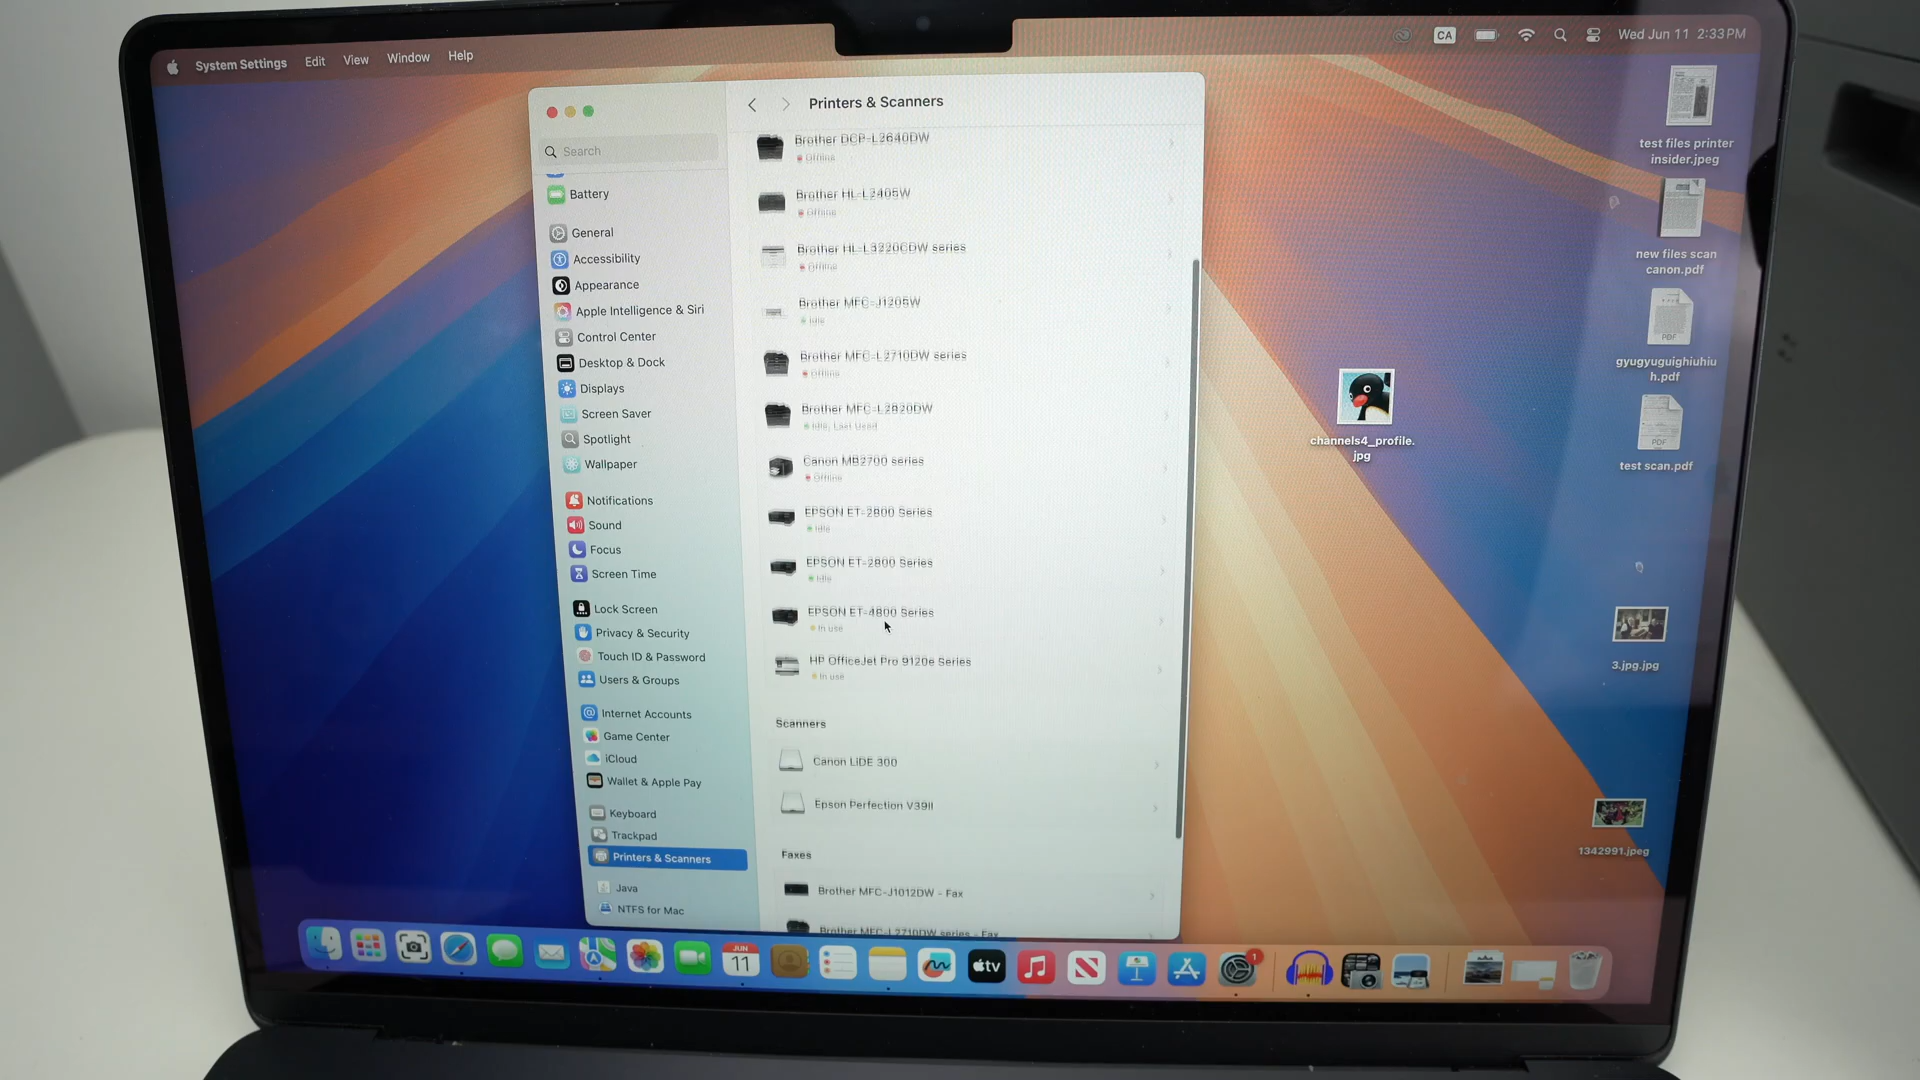 System Settings Edit View Window Help
CA Wed Jun 11 2:33 PM
Printers & Scanners
Search
Battery
General
Accessibility
Appearance
Apple Intelligence & Siri
Control Center
Desktop & Dock
Displays
Screen Saver
Spotlight
Wallpaper
Notifications
Sound
Focus
Screen Time
Lock Screen
Privacy & Security
Touch ID & Password
Users & Groups
Internet Accounts
Game Center
iCloud
Wallet & Apple Pay
Keyboard
Trackpad
Printers & Scanners
Java
NTFS for Mac
Brother DCP-L2640DW
Offline
Brother HL-L2405W
Offline
Brother HL-L3220CDW series
Offline
Brother MFC-J1205W
Idle
Brother MFC-L2710DW series
Offline
Brother MFC-L2820DW
Idle, Last Used
Canon MB2700 series
Offline
EPSON ET-2800 Series
Idle
EPSON ET-2800 Series
Idle
EPSON ET-4800 Series
In use
HP OfficeJet Pro 9120e Series
In use
Scanners
Canon LiDE 300
Epson Perfection V39II
Faxes
Brother MFC-J1012DW - Fax
Brother MFC-L2710DW series - Fax
test files printer
insider.jpeg
new files scan
canon.pdf
PDF
gyugyuguighiuhiu
h.pdf
PDF
test scan.pdf
channels4_profile.
jpg
3.jpg.jpg
1342991.jpeg
JUN
11
tv
1